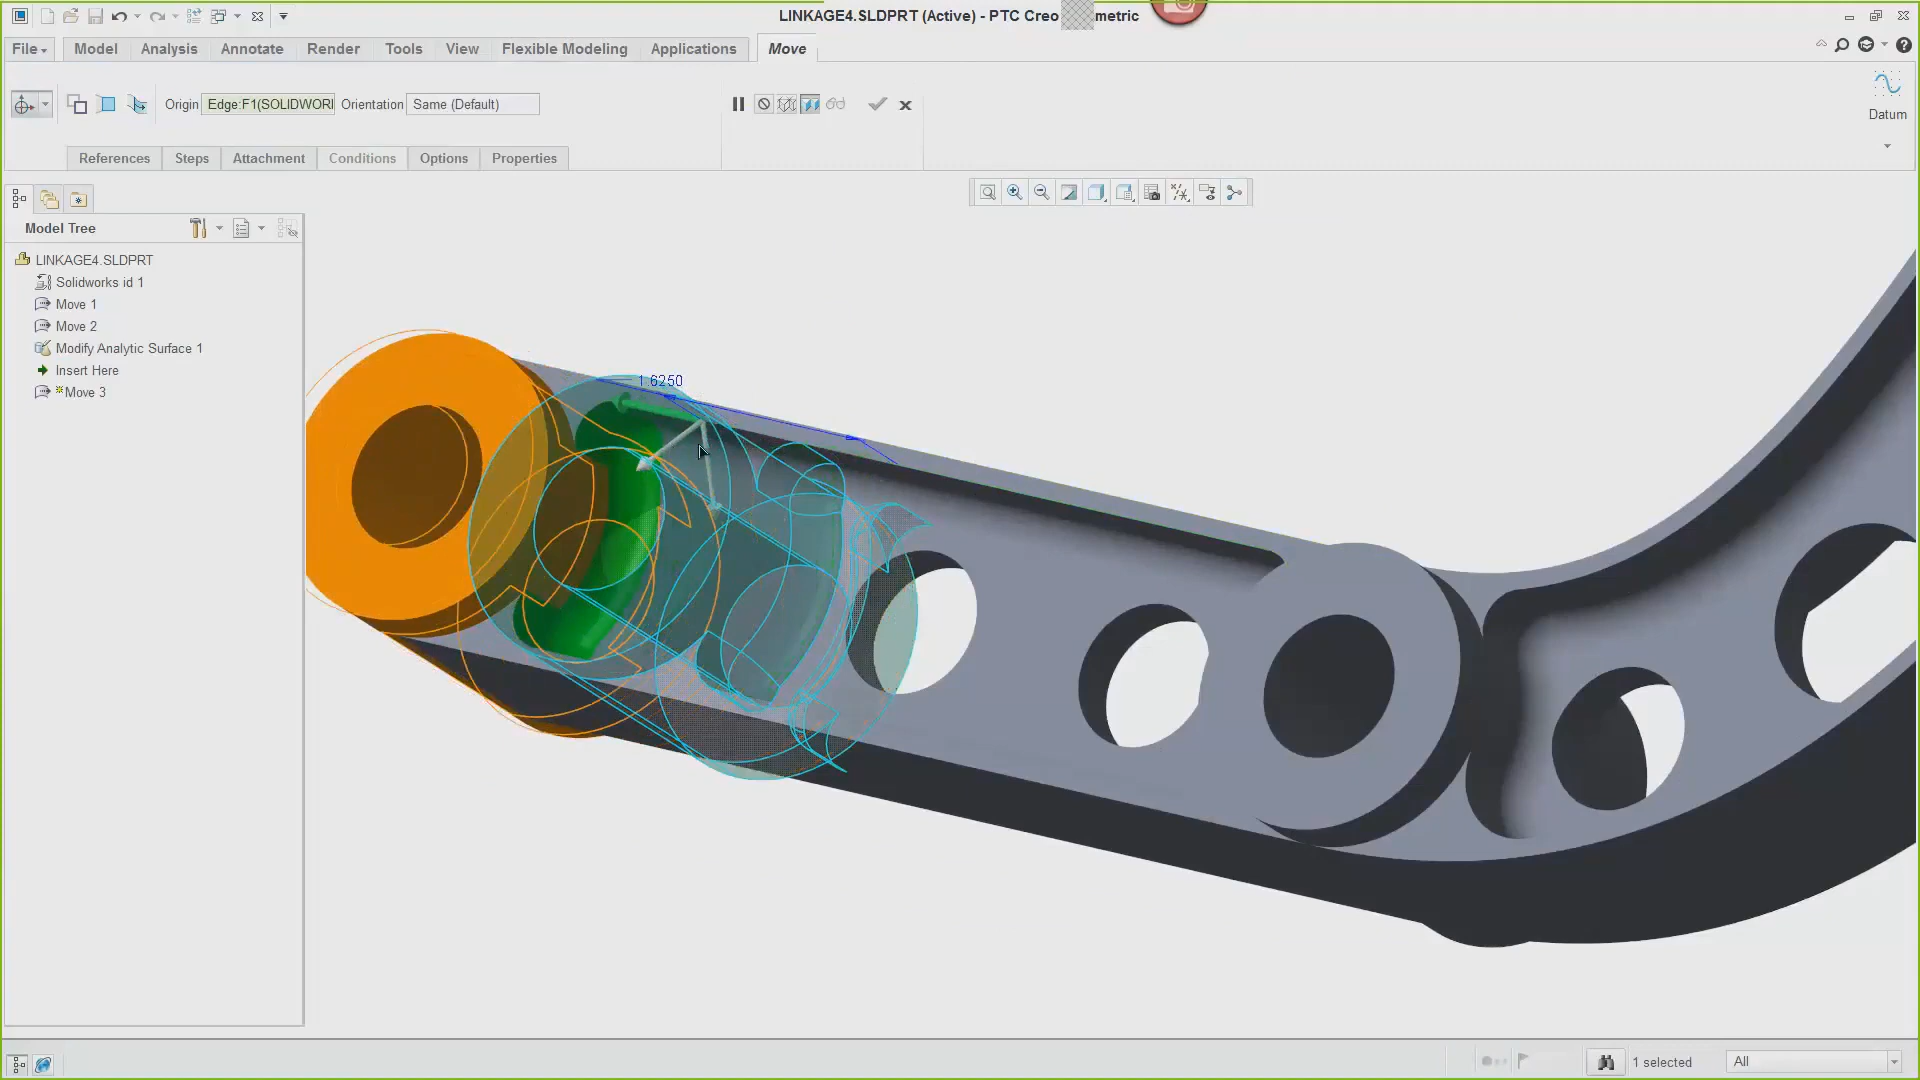 LINKAGE4.SLDPRT (Active) - PTC Creo metric
File Model Analysis Annotate Render Tools View Flexible Modeling Applications Move
Origin Edge:F1(SOLIDWORI Orientation Same (Default)
Datum
References Steps Attachment Conditions Options Properties
Model Tree
LINKAGE4.SLDPRT
Solidworks id 1
Move 1
Move 2
Modify Analytic Surface 1
Insert Here
Move 3
1.6250
1 selected All